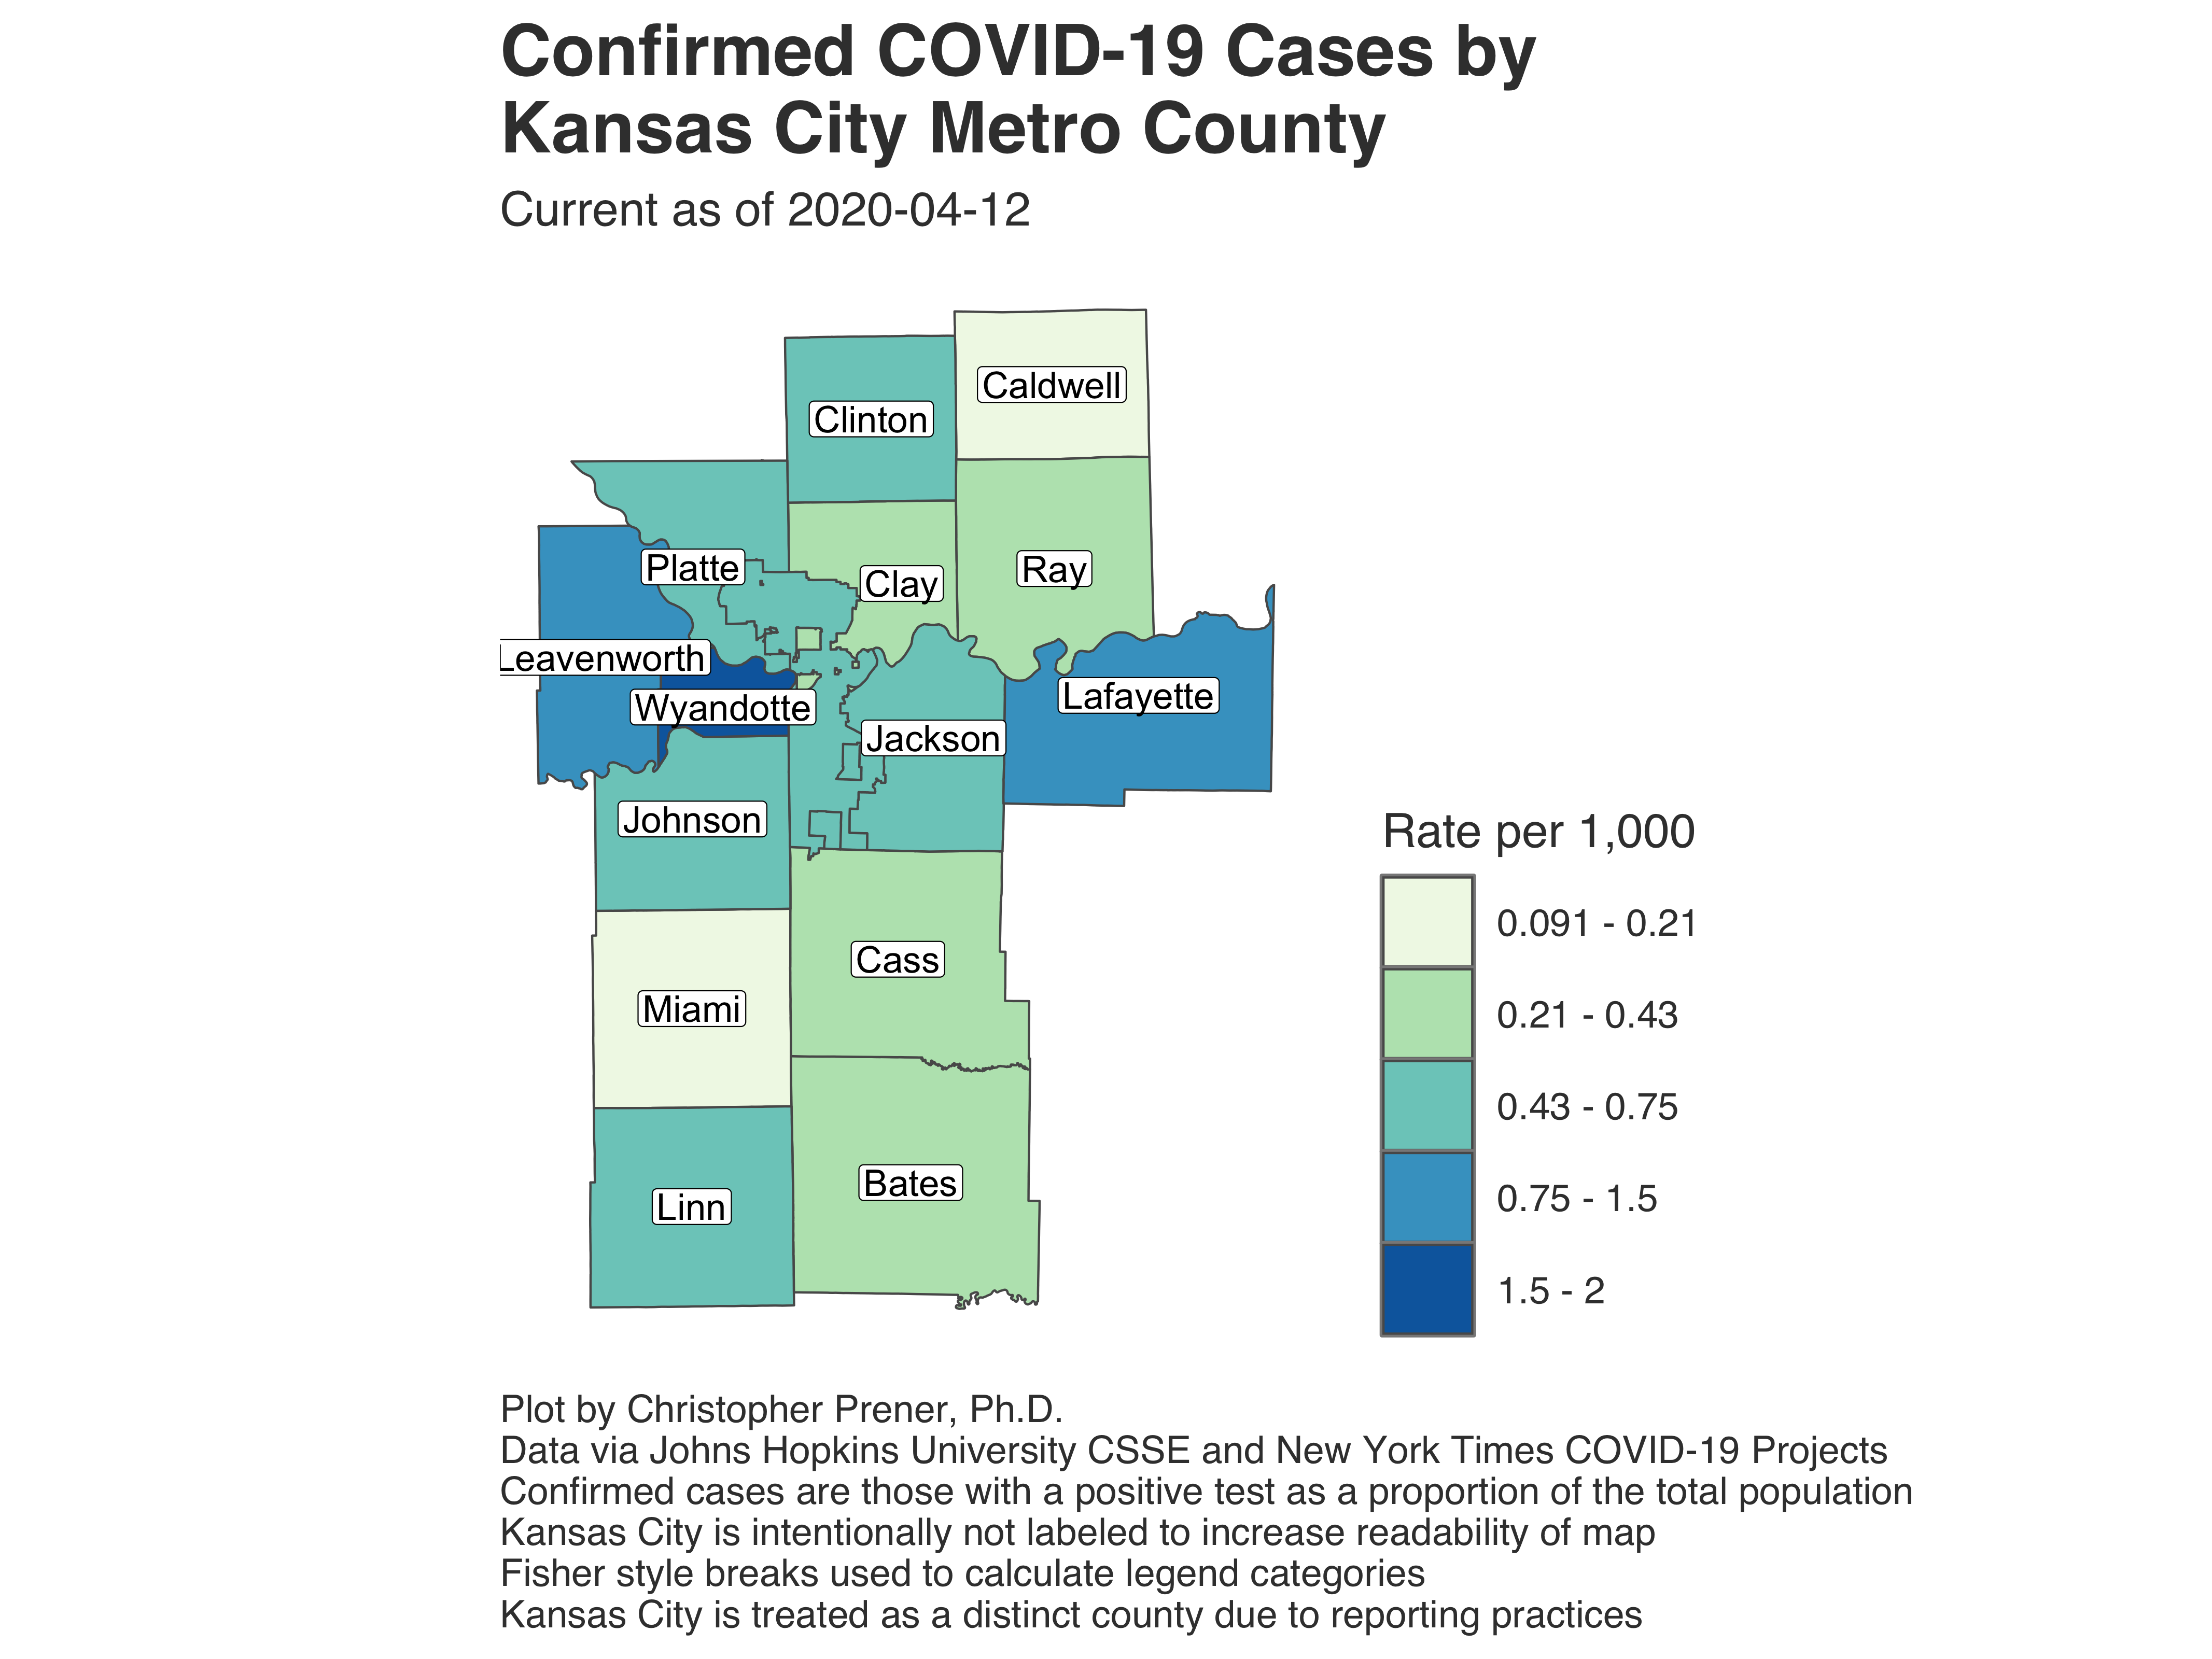 Confirmed COVID-19 Cases by
Kansas City Metro County
Current as of 2020-04-12
Caldwell
Clinton
Platte
Clay
Ray
Leavenworth
Lafayette
Wyandotte
Jackson
Johnson
Cass
Miami
Bates
Linn
Rate per 1,000
0.091 - 0.21
0.21 - 0.43
0.43 - 0.75
0.75 - 1.5
1.5 - 2
Plot by Christopher Prener, Ph.D.
Data via Johns Hopkins University CSSE and New York Times COVID-19 Projects
Confirmed cases are those with a positive test as a proportion of the total population
Kansas City is intentionally not labeled to increase readability of map
Fisher style breaks used to calculate legend categories
Kansas City is treated as a distinct county due to reporting practices